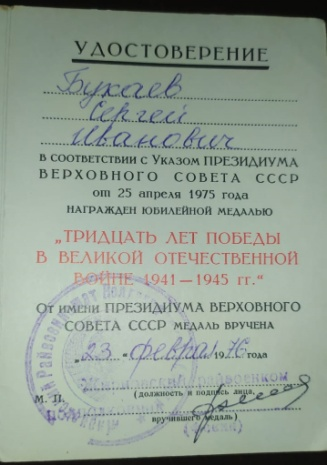 УДОСТОВЕРЕНИЕ
Букаев
Сергей
Иванович
В СООТВЕТСТВИИ С УКАЗОМ ПРЕЗИДИУМА
ВЕРХОВНОГО СОВЕТА СССР
от 25 апреля 1975 года
НАГРАЖДЕН ЮБИЛЕЙНОЙ МЕДАЛЬЮ
„ТРИДЦАТЬ ЛЕТ ПОБЕДЫ
В ВЕЛИКОЙ ОТЕЧЕСТВЕННОЙ
ВОЙНЕ 1941—1945 гг.“
От имени ПРЕЗИДИУМА ВЕРХОВНОГО
СОВЕТА СССР МЕДАЛЬ ВРУЧЕНА
„23“ февраля 1976 года
М. П.
(должность и подпись лица,
вручившего медаль)